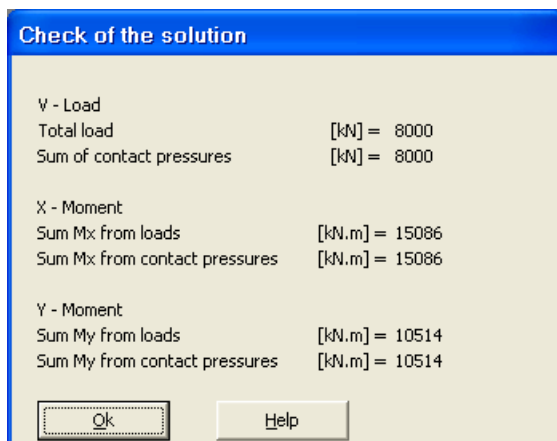 Check of the solution
V - Load
Total load [kN] = 8000
Sum of contact pressures [kN] = 8000
X - Moment
Sum Mx from loads [kN.m] = 15086
Sum Mx from contact pressures [kN.m] = 15086
Y - Moment
Sum My from loads [kN.m] = 10514
Sum My from contact pressures [kN.m] = 10514
Ok Help